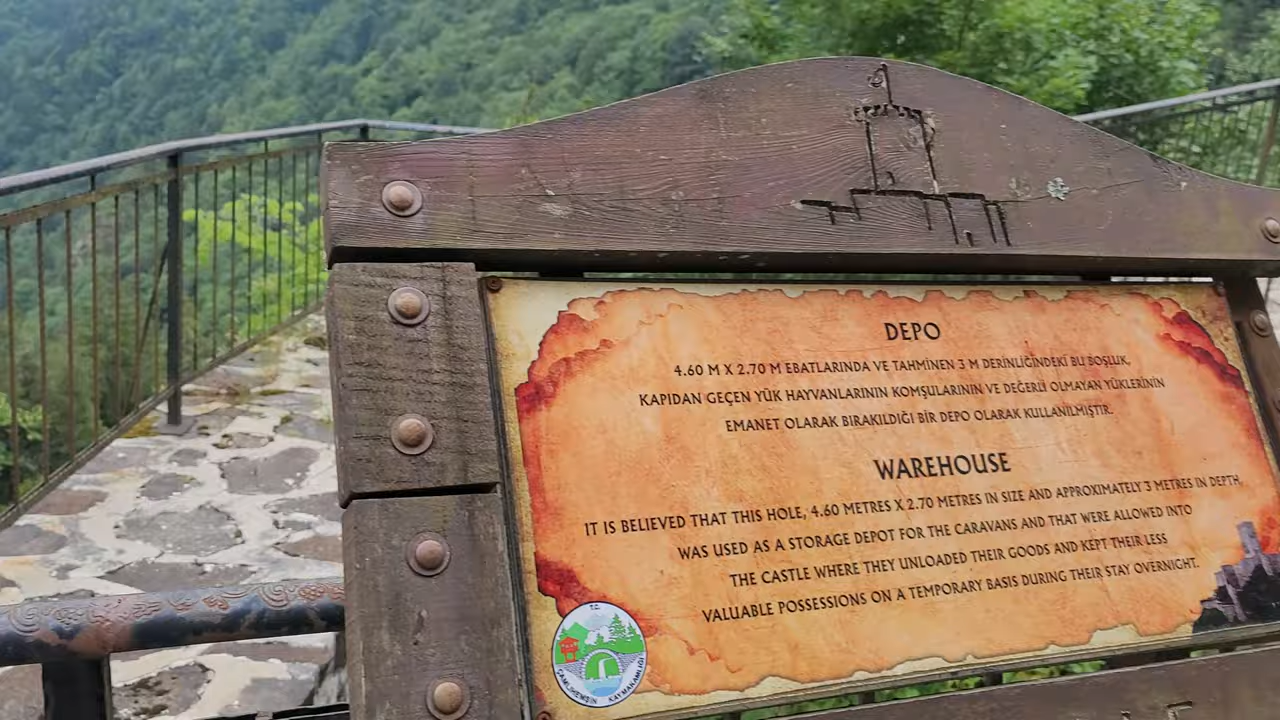 DEPO
4.60 M X 2.70 M EBATLARINDA VE TAHMİNEN 3 M DERİNLİĞİNDEKİ BU BOŞLUK,
KAPIDAN GEÇEN YÜK HAYVANLARININ KOMŞULARININ VE DEĞERLİ OLMAYAN YÜKLERİNİN
EMANET OLARAK BIRAKILDIĞI BİR DEPO OLARAK KULLANILMIŞTIR.
WAREHOUSE
IT IS BELIEVED THAT THIS HOLE, 4.60 METRES X 2.70 METRES IN SIZE AND APPROXIMATELY 3 METRES IN DEPTH,
WAS USED AS A STORAGE DEPOT FOR THE CARAVANS AND THAT WERE ALLOWED INTO
THE CASTLE WHERE THEY UNLOADED THEIR GOODS AND KEPT THEIR LESS
VALUABLE POSSESSIONS ON A TEMPORARY BASIS DURING THEIR STAY OVERNIGHT.
T.C.
ÇAMLIHEMŞİN KAYMAKAMLIĞI